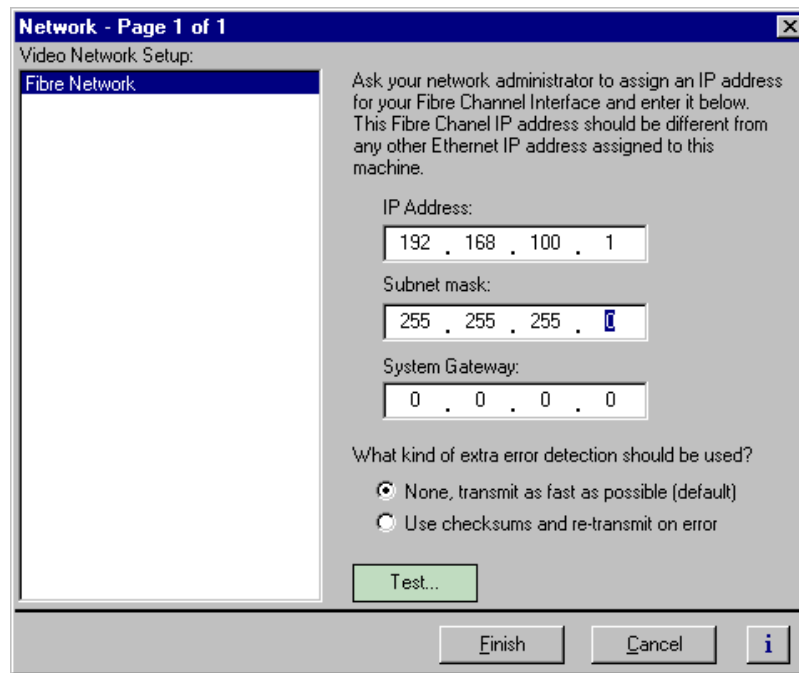 Network - Page 1 of 1
Video Network Setup:
Fibre Network
Ask your network administrator to assign an IP address
for your Fibre Channel Interface and enter it below.
This Fibre Chanel IP address should be different from
any other Ethernet IP address assigned to this
machine.
IP Address:
192 . 168 . 100 . 1
Subnet mask:
255 . 255 . 255 . 0
System Gateway:
0 . 0 . 0 . 0
What kind of extra error detection should be used?
None, transmit as fast as possible (default)
Use checksums and re-transmit on error
Test...
Finish Cancel i